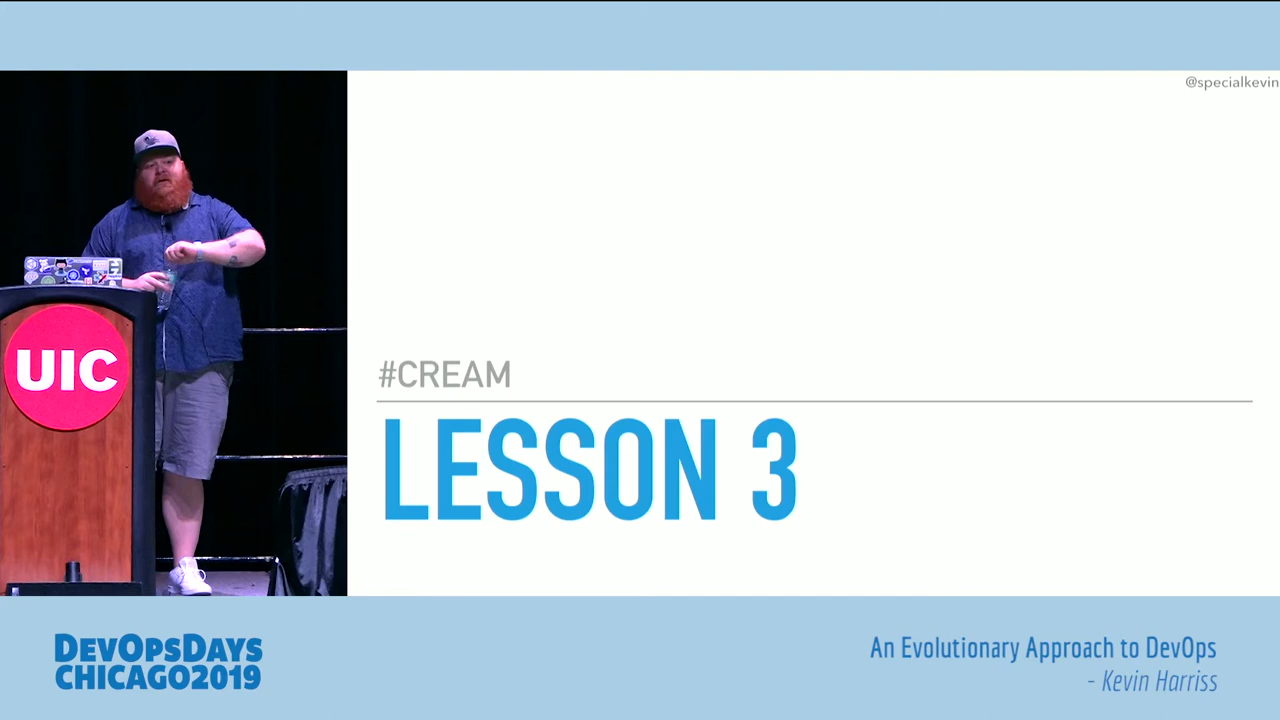 @specialkevin
UIC
#CREAM
LESSON 3
DEVOPSDAYS
CHICAGO2019
An Evolutionary Approach to DevOps
- Kevin Harriss